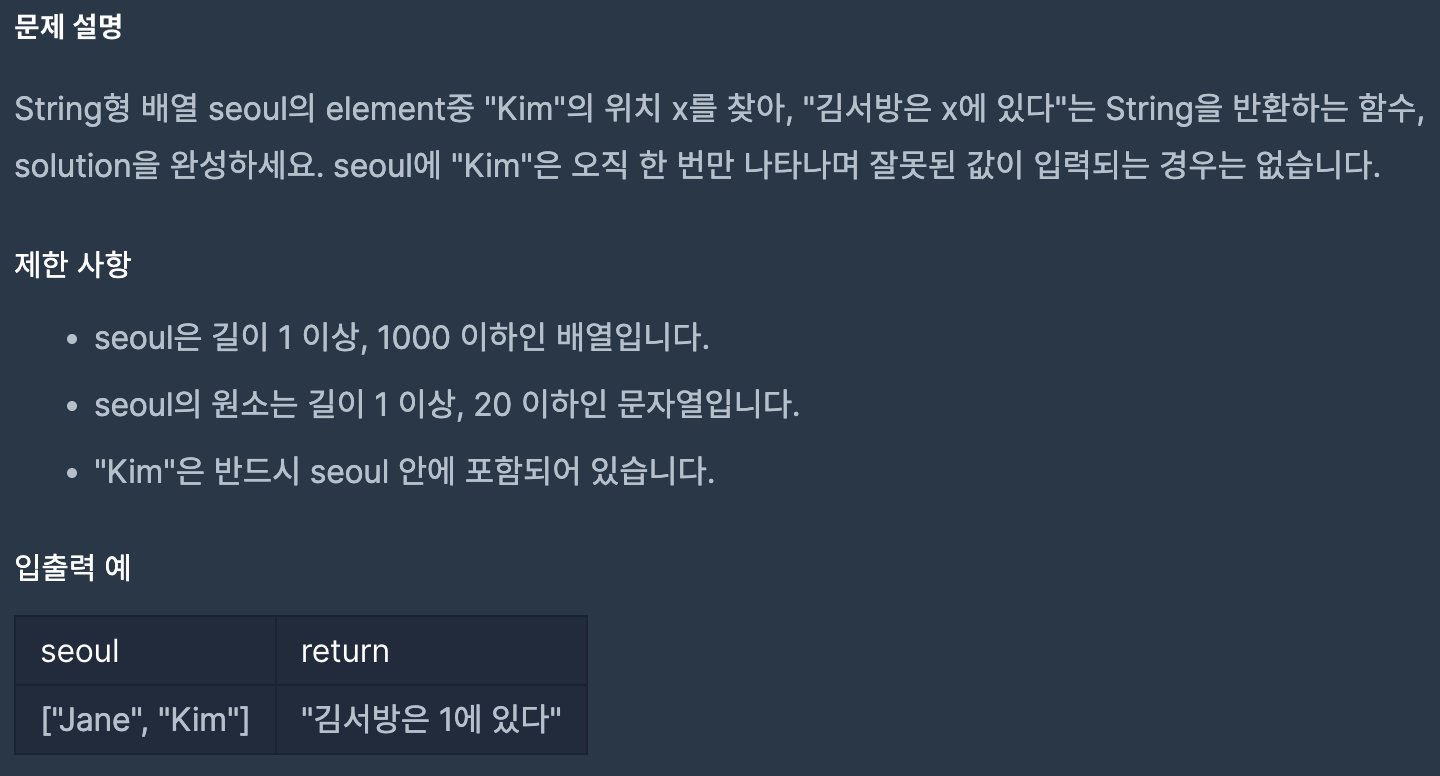 문제 설명
String형 배열 seoul의 element중 "Kim"의 위치 x를 찾아, "김서방은 x에 있다"는 String을 반환하는 함수,
solution을 완성하세요. seoul에 "Kim"은 오직 한 번만 나타나며 잘못된 값이 입력되는 경우는 없습니다.
제한 사항
• seoul은 길이 1 이상, 1000 이하인 배열입니다.
• seoul의 원소는 길이 1 이상, 20 이하인 문자열입니다.
• "Kim"은 반드시 seoul 안에 포함되어 있습니다.
입출력 예
seoul return
["Jane", "Kim"] "김서방은 1에 있다"